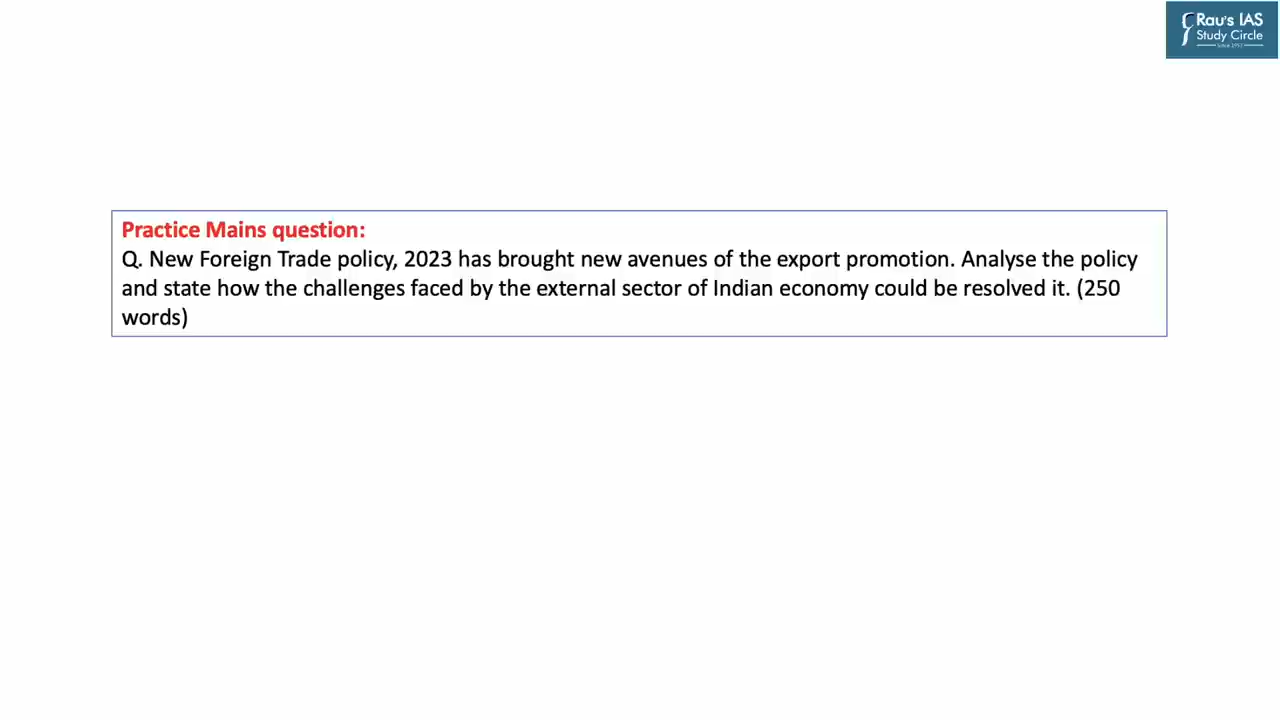 Rau's IAS
Study Circle
Since 1953
Practice Mains question:
Q. New Foreign Trade policy, 2023 has brought new avenues of the export promotion. Analyse the policy
and state how the challenges faced by the external sector of Indian economy could be resolved it. (250
words)